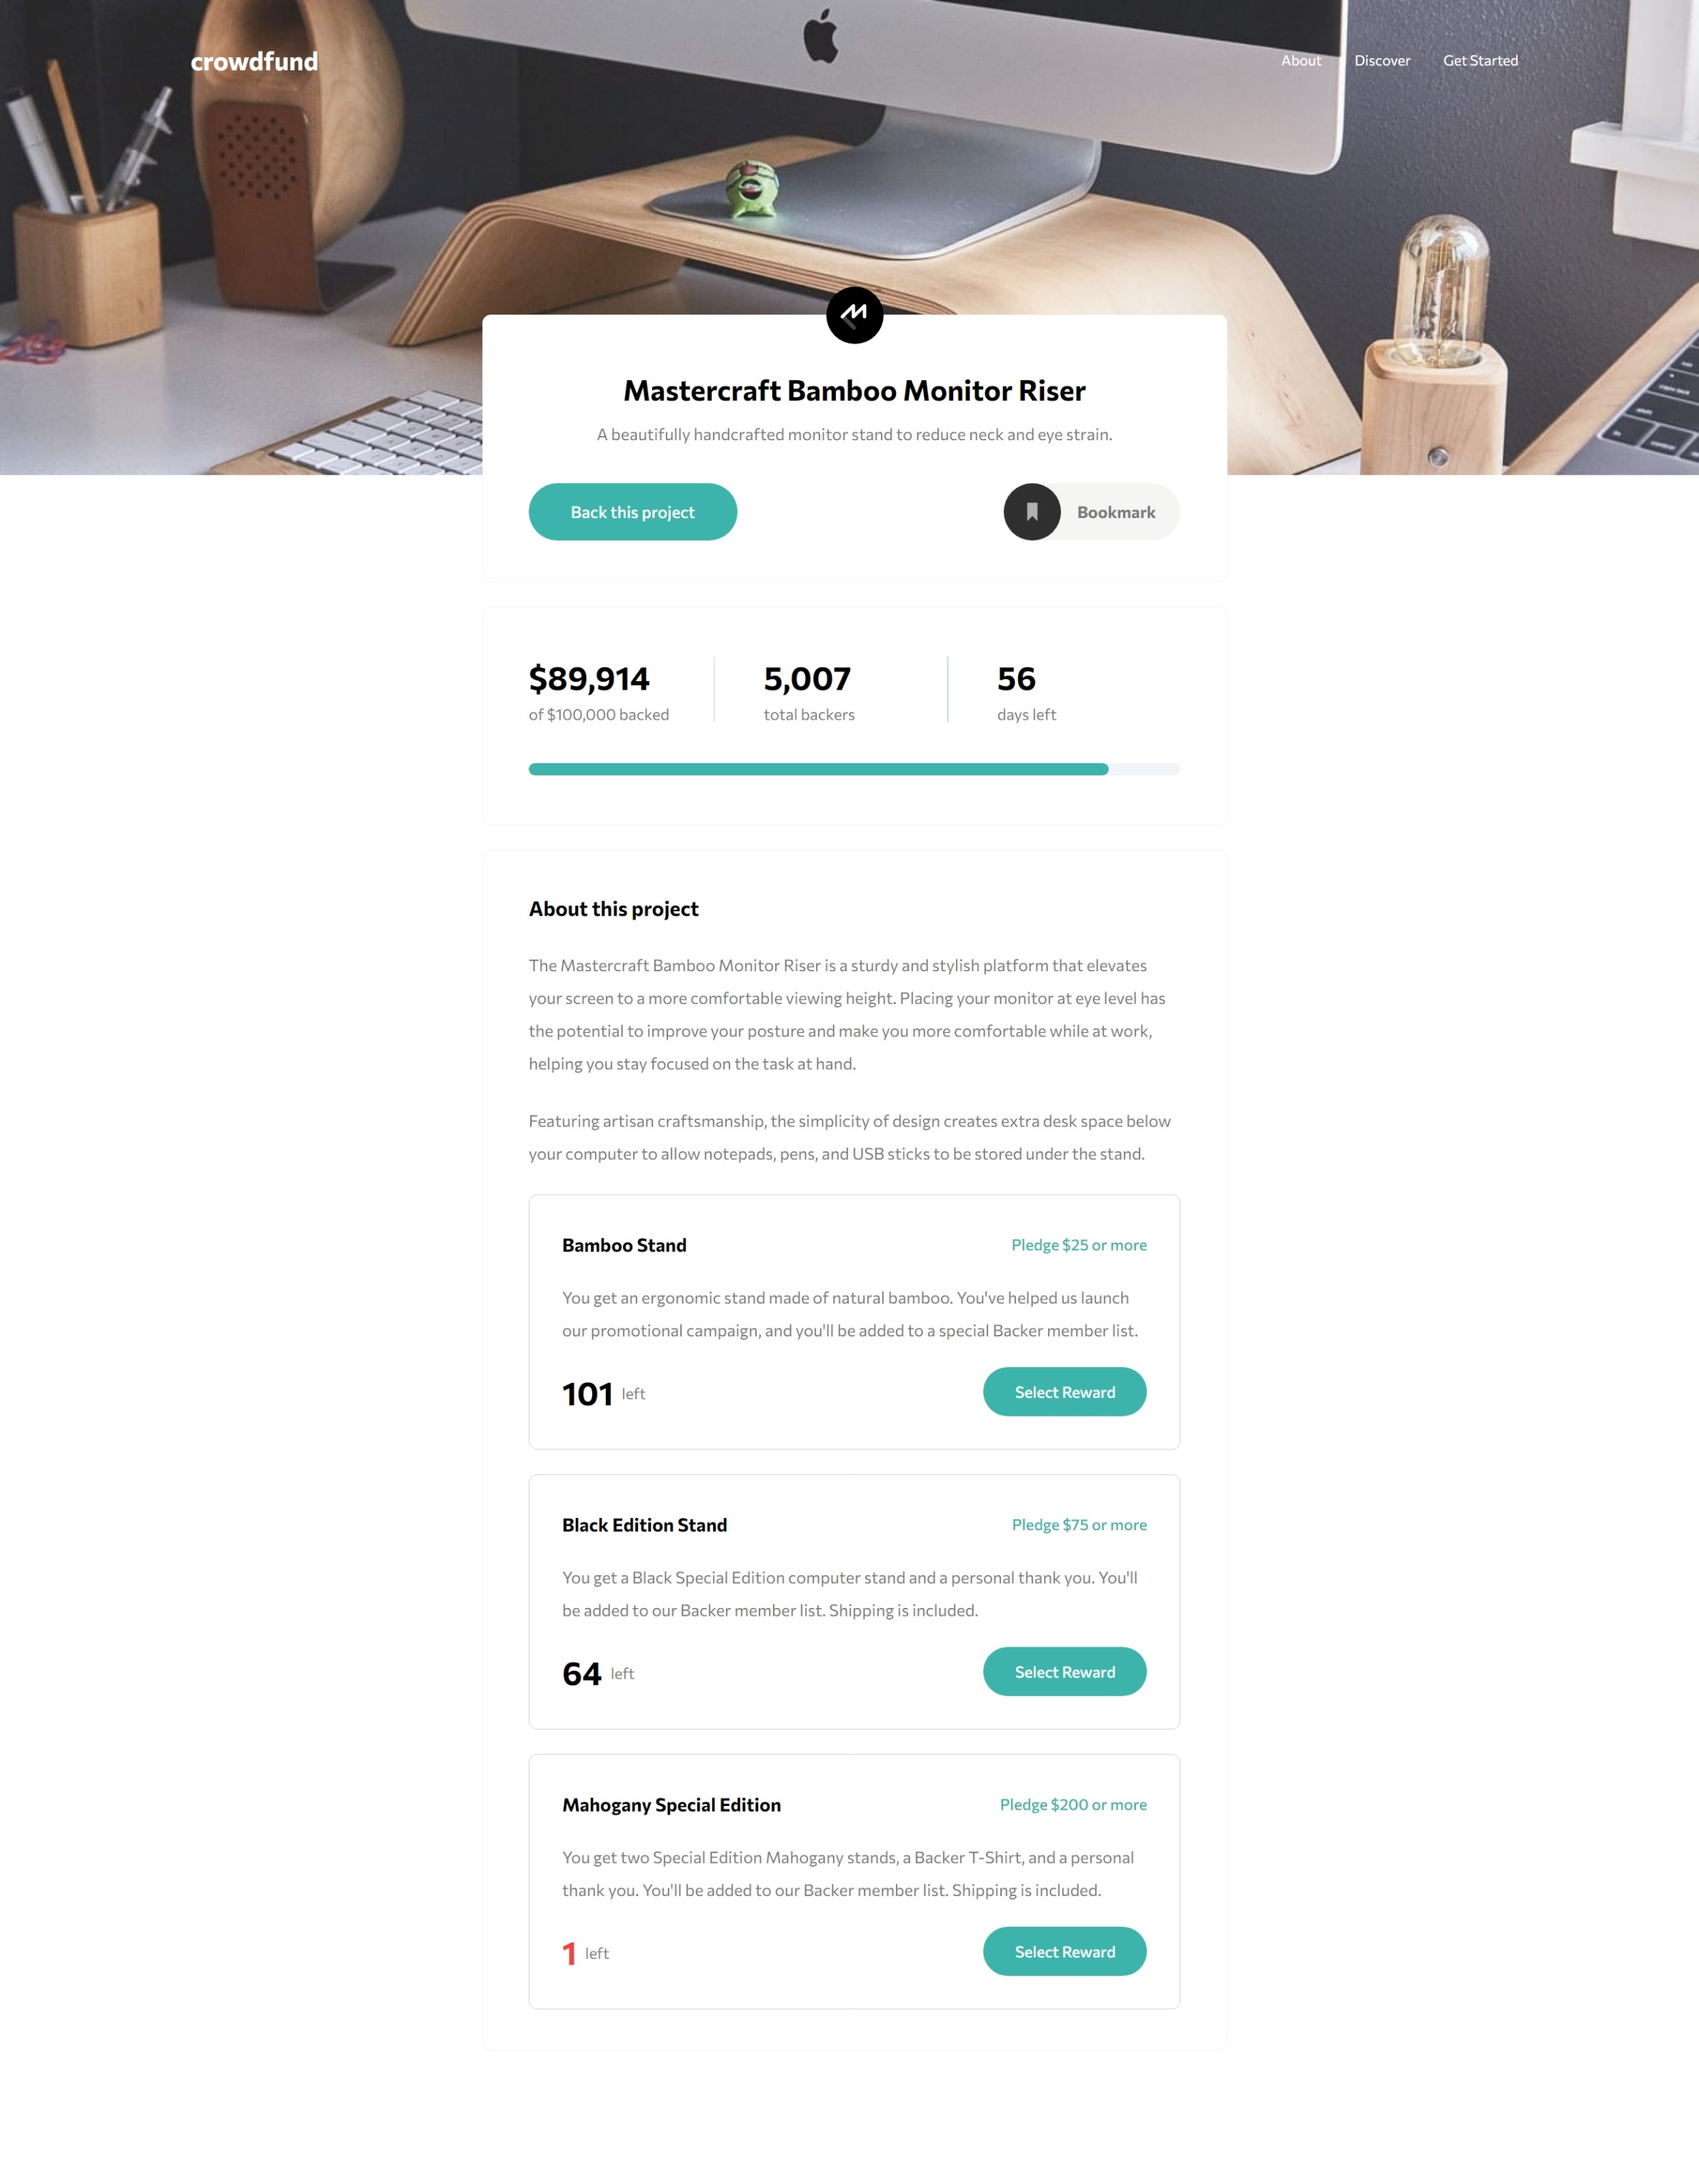 crowdfund
About
Discover
Get Started
Mastercraft Bamboo Monitor Riser
A beautifully handcrafted monitor stand to reduce neck and eye strain.
Back this project
Bookmark
$89,914
of $100,000 backed
5,007
total backers
56
days left
About this project
The Mastercraft Bamboo Monitor Riser is a sturdy and stylish platform that elevates
your screen to a more comfortable viewing height. Placing your monitor at eye level has
the potential to improve your posture and make you more comfortable while at work,
helping you stay focused on the task at hand.
Featuring artisan craftsmanship, the simplicity of design creates extra desk space below
your computer to allow notepads, pens, and USB sticks to be stored under the stand.
Bamboo Stand
Pledge $25 or more
You get an ergonomic stand made of natural bamboo. You've helped us launch
our promotional campaign, and you'll be added to a special Backer member list.
101 left
Select Reward
Black Edition Stand
Pledge $75 or more
You get a Black Special Edition computer stand and a personal thank you. You'll
be added to our Backer member list. Shipping is included.
64 left
Select Reward
Mahogany Special Edition
Pledge $200 or more
You get two Special Edition Mahogany stands, a Backer T-Shirt, and a personal
thank you. You'll be added to our Backer member list. Shipping is included.
1 left
Select Reward